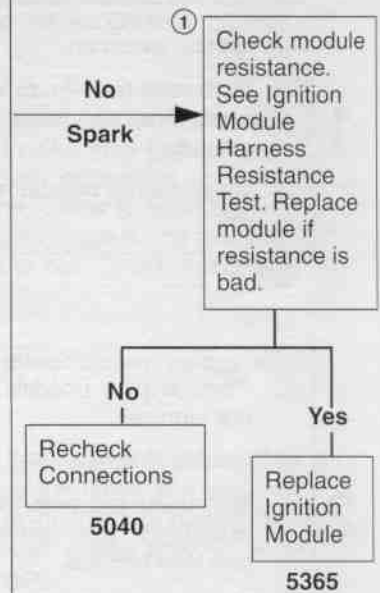 1
No
Spark
Check module
resistance.
See Ignition
Module
Harness
Resistance
Test. Replace
module if
resistance is
bad.
No
Yes
Recheck
Connections
5040
Replace
Ignition
Module
5365